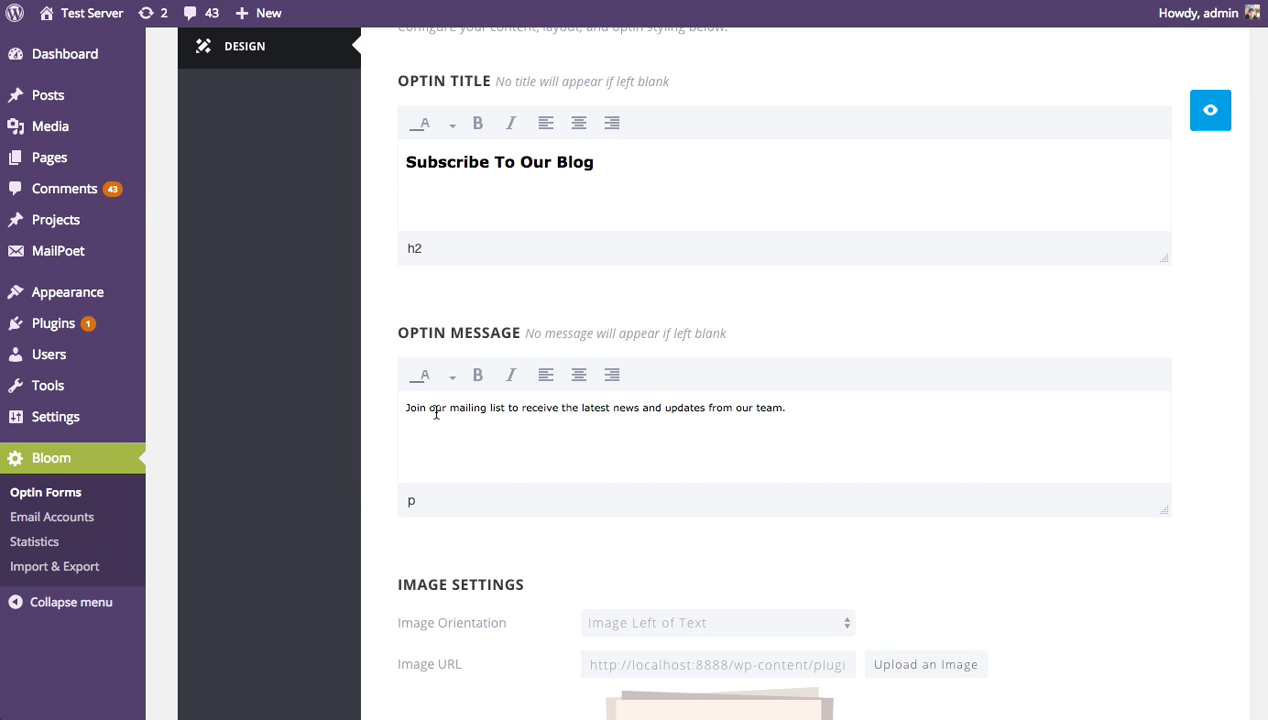 Test Server 2 43 New Howdy, admin
Dashboard
Posts
Media
Pages
Comments 43
Projects
MailPoet
Appearance
Plugins 1
Users
Tools
Settings
Bloom
Optin Forms
Email Accounts
Statistics
Import & Export
Collapse menu
DESIGN
Configure your content, layout, and optin styling below.
OPTIN TITLE No title will appear if left blank
A B I
Subscribe To Our Blog
h2
OPTIN MESSAGE No message will appear if left blank
A B I
Join our mailing list to receive the latest news and updates from our team.
p
IMAGE SETTINGS
Image Orientation Image Left of Text
Image URL http://localhost:8888/wp-content/plugi Upload an Image